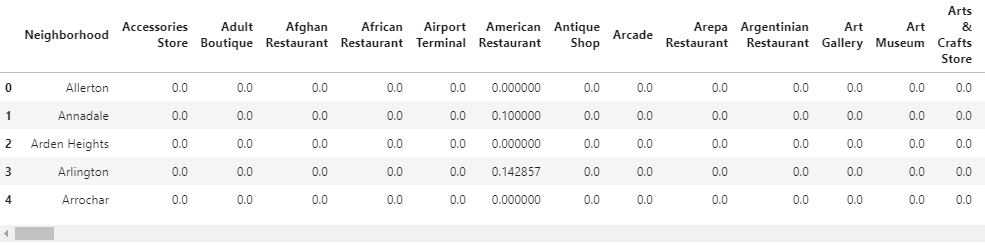 Neighborhood Accessories Store Adult Boutique Afghan Restaurant African Restaurant Airport Terminal American Restaurant Antique Shop Arcade Arepa Restaurant Argentinian Restaurant Art Gallery Art Museum Arts & Crafts Store
0 Allerton 0.0 0.0 0.0 0.0 0.0 0.000000 0.0 0.0 0.0 0.0 0.0 0.0 0.0
1 Annadale 0.0 0.0 0.0 0.0 0.0 0.100000 0.0 0.0 0.0 0.0 0.0 0.0 0.0
2 Arden Heights 0.0 0.0 0.0 0.0 0.0 0.000000 0.0 0.0 0.0 0.0 0.0 0.0 0.0
3 Arlington 0.0 0.0 0.0 0.0 0.0 0.142857 0.0 0.0 0.0 0.0 0.0 0.0 0.0
4 Arrochar 0.0 0.0 0.0 0.0 0.0 0.000000 0.0 0.0 0.0 0.0 0.0 0.0 0.0